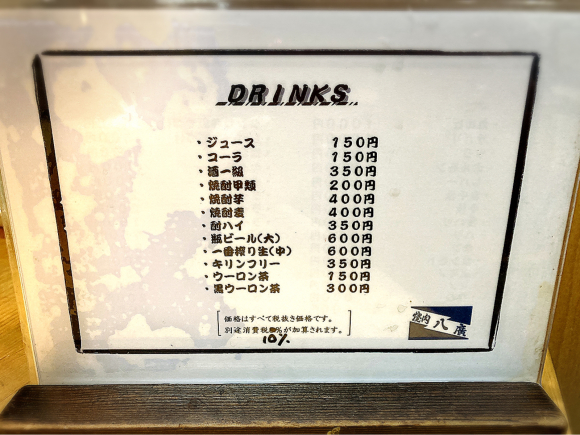 DRINKS
・ジュース 150円
・コーラ 150円
・酒一級 350円
・焼酎甲類 200円
・焼酎芋 400円
・焼酎麦 400円
・酎ハイ 350円
・瓶ビール(大) 600円
・一番搾り生(中) 600円
・キリンフリー 350円
・ウーロン茶 150円
・黒ウーロン茶 300円
価格はすべて税抜き価格です。
別途消費税8%が加算されます。
10%
焼肉 八廣